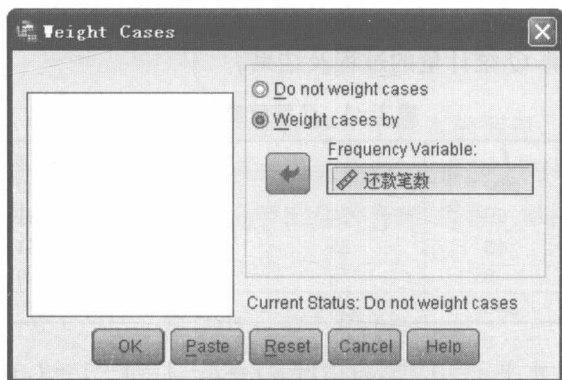 Weight Cases
Do not weight cases
Weight cases by
Frequency Variable:
还款笔数
Current Status: Do not weight cases
OK Paste Reset Cancel Help